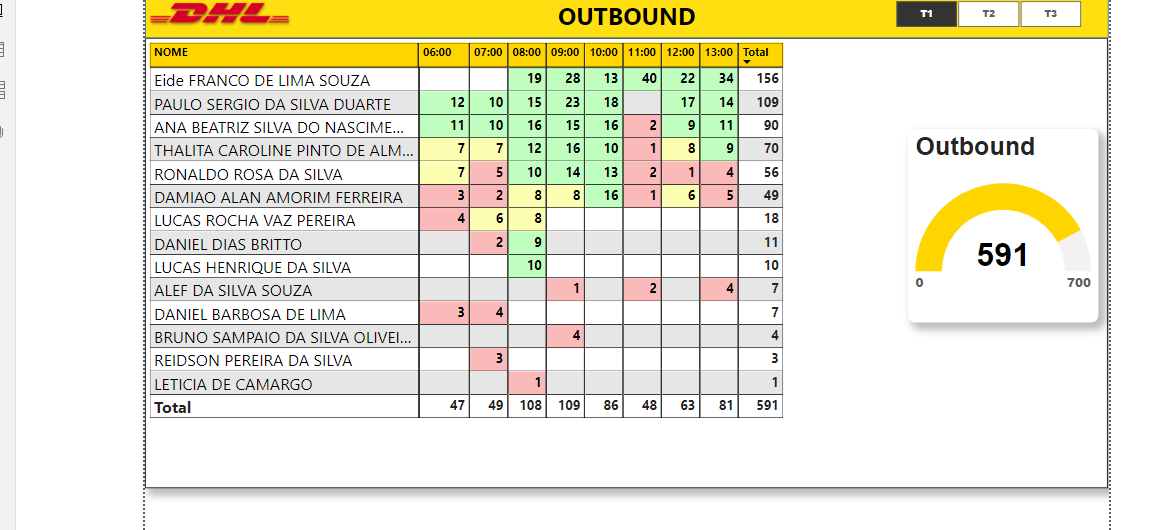 DHL OUTBOUND T1 T2 T3
NOME 06:00 07:00 08:00 09:00 10:00 11:00 12:00 13:00 Total
Eide FRANCO DE LIMA SOUZA 19 28 13 40 22 34 156
PAULO SERGIO DA SILVA DUARTE 12 10 15 23 18 17 14 109
ANA BEATRIZ SILVA DO NASCIME... 11 10 16 15 16 2 9 11 90
THALITA CAROLINE PINTO DE ALM... 7 7 12 16 10 1 8 9 70
RONALDO ROSA DA SILVA 7 5 10 14 13 2 1 4 56
DAMIAO ALAN AMORIM FERREIRA 3 2 8 8 16 1 6 5 49
LUCAS ROCHA VAZ PEREIRA 4 6 8 18
DANIEL DIAS BRITTO 2 9 11
LUCAS HENRIQUE DA SILVA 10 10
ALEF DA SILVA SOUZA 1 2 4 7
DANIEL BARBOSA DE LIMA 3 4 7
BRUNO SAMPAIO DA SILVA OLIVEI... 4 4
REIDSON PEREIRA DA SILVA 3 3
LETICIA DE CAMARGO 1 1
Total 47 49 108 109 86 48 63 81 591
Outbound
591
0 700